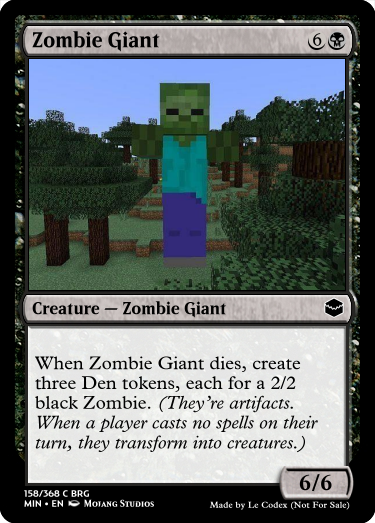 Zombie Giant 6
Creature — Zombie Giant
When Zombie Giant dies, create
three Den tokens, each for a 2/2
black Zombie. (They're artifacts.
When a player casts no spells on their
turn, they transform into creatures.)
6/6
158/368 C BRG
MIN • EN Mojang Studios
Made by Le Codex (Not For Sale)